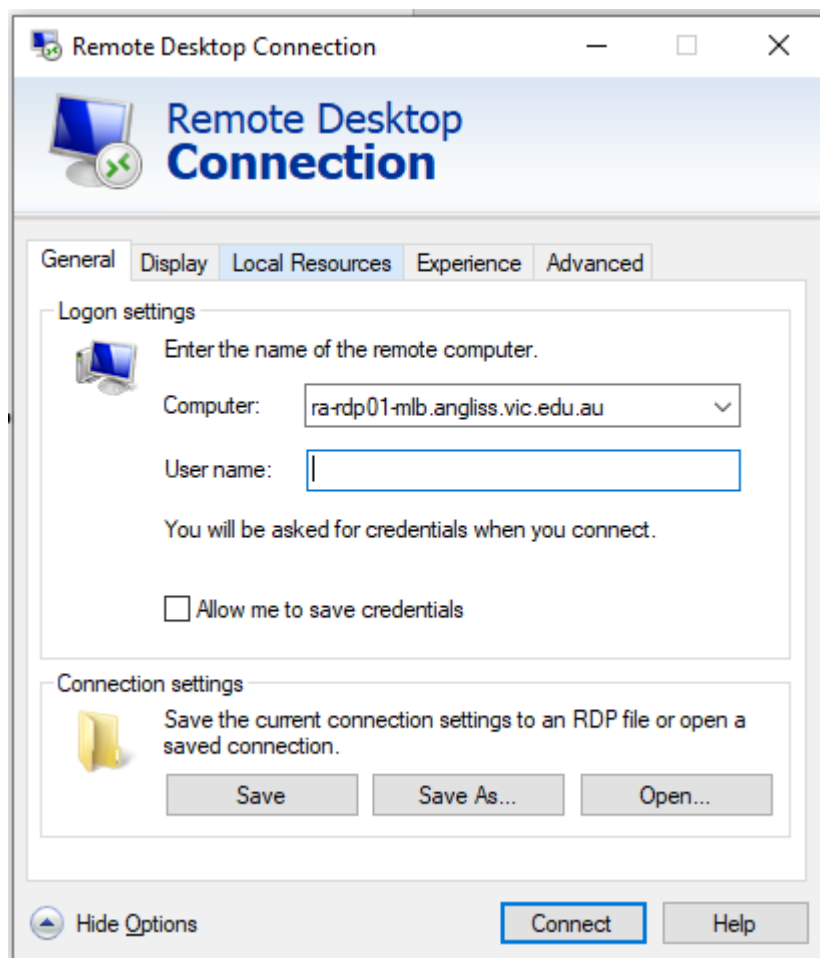 Remote Desktop Connection
Remote Desktop
Connection
General Display Local Resources Experience Advanced
Logon settings
Enter the name of the remote computer.
Computer: ra-rdp01-mlb.angliss.vic.edu.au
User name:
You will be asked for credentials when you connect.
Allow me to save credentials
Connection settings
Save the current connection settings to an RDP file or open a
saved connection.
Save Save As... Open...
Hide Options Connect Help